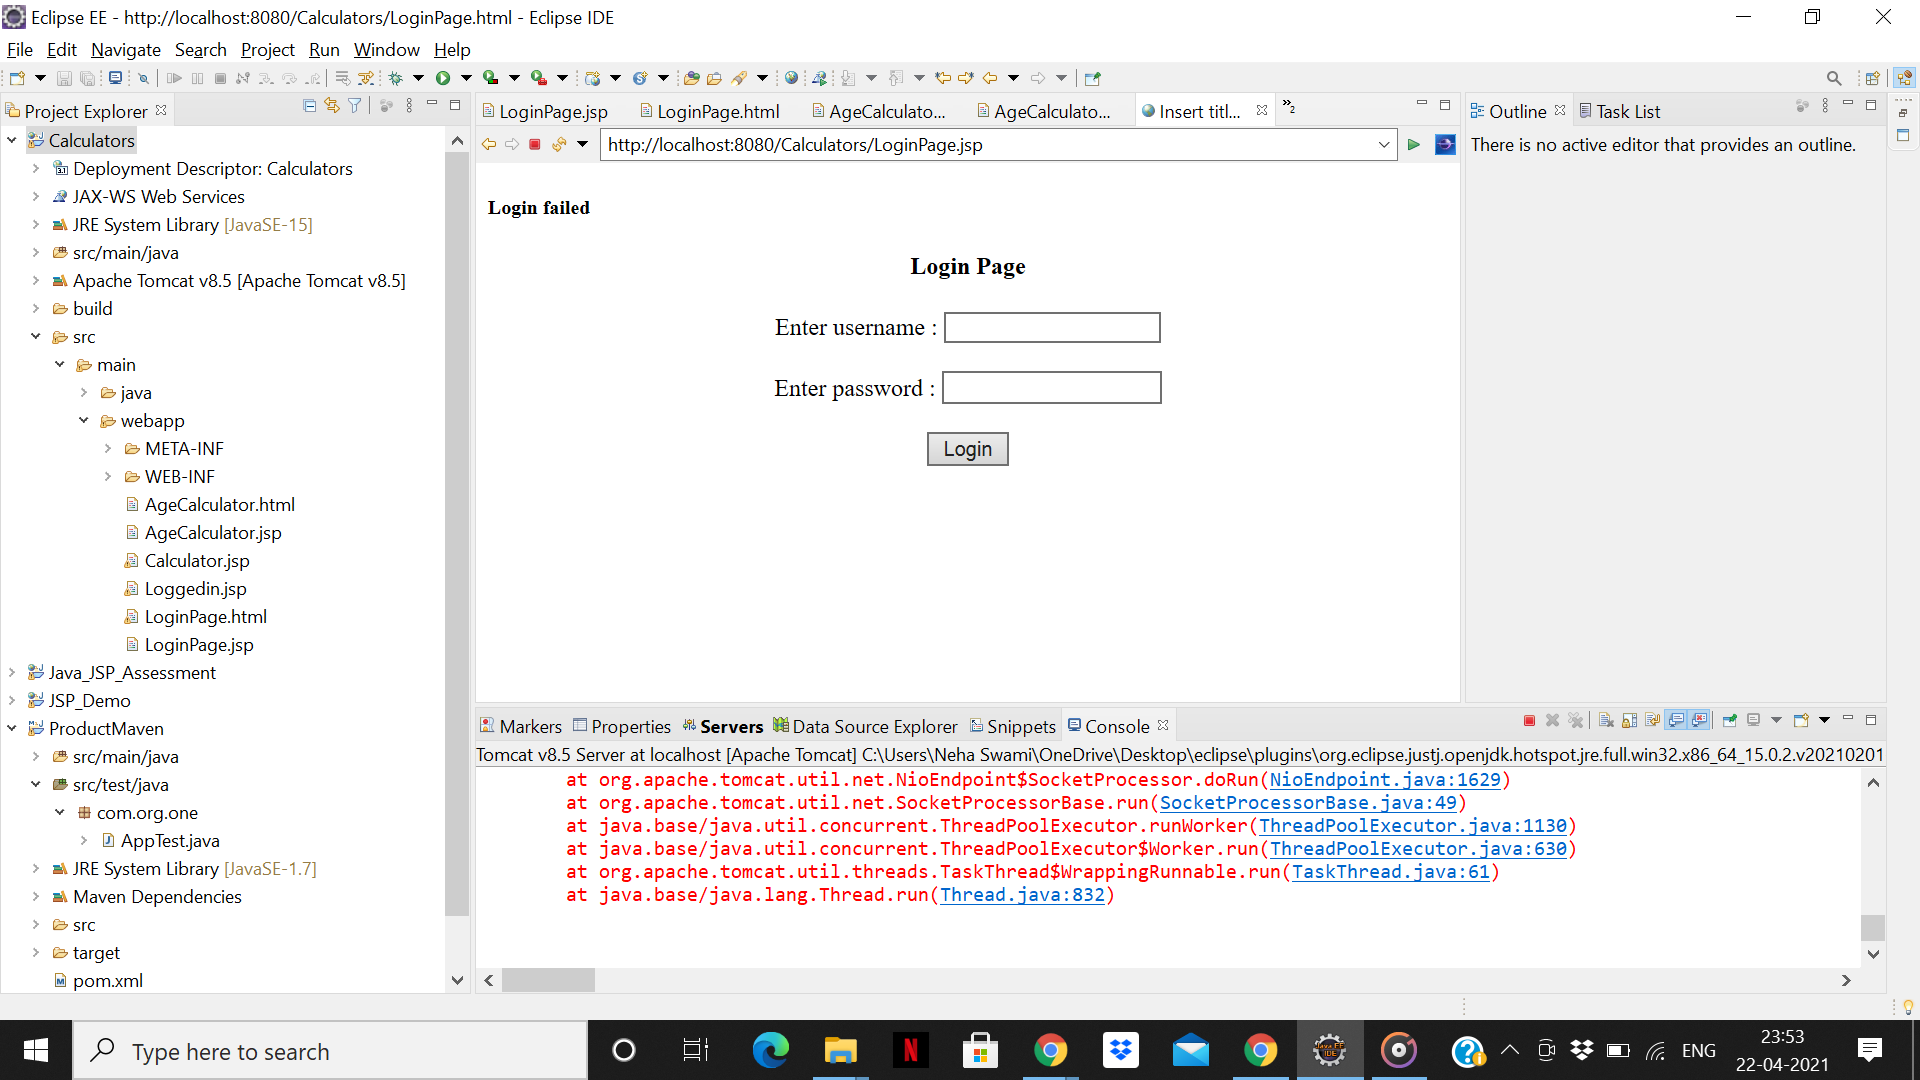 Eclipse EE - http://localhost:8080/Calculators/LoginPage.html - Eclipse IDE
File Edit Navigate Search Project Run Window Help
Project Explorer
Calculators
Deployment Descriptor: Calculators
JAX-WS Web Services
JRE System Library [JavaSE-15]
src/main/java
Apache Tomcat v8.5 [Apache Tomcat v8.5]
build
src
main
java
webapp
META-INF
WEB-INF
AgeCalculator.html
AgeCalculator.jsp
Calculator.jsp
Loggedin.jsp
LoginPage.html
LoginPage.jsp
Java_JSP_Assessment
JSP_Demo
ProductMaven
src/main/java
src/test/java
com.org.one
AppTest.java
JRE System Library [JavaSE-1.7]
Maven Dependencies
src
target
pom.xml
LoginPage.jsp LoginPage.html AgeCalculato... AgeCalculato... Insert titl... »2
http://localhost:8080/Calculators/LoginPage.jsp
Login failed
Login Page
Enter username :
Enter password :
Login
Outline Task List
There is no active editor that provides an outline.
Markers Properties Servers Data Source Explorer Snippets Console
Tomcat v8.5 Server at localhost [Apache Tomcat] C:\Users\Neha Swami\OneDrive\Desktop\eclipse\plugins\org.eclipse.justj.openjdk.hotspot.jre.full.win32.x86_64_15.0.2.v20210201
at org.apache.tomcat.util.net.NioEndpoint$SocketProcessor.doRun(NioEndpoint.java:1629)
at org.apache.tomcat.util.net.SocketProcessorBase.run(SocketProcessorBase.java:49)
at java.base/java.util.concurrent.ThreadPoolExecutor.runWorker(ThreadPoolExecutor.java:1130)
at java.base/java.util.concurrent.ThreadPoolExecutor$Worker.run(ThreadPoolExecutor.java:630)
at org.apache.tomcat.util.threads.TaskThread$WrappingRunnable.run(TaskThread.java:61)
at java.base/java.lang.Thread.run(Thread.java:832)
Type here to search
N
Java EE
IDE
ENG
23:53
22-04-2021